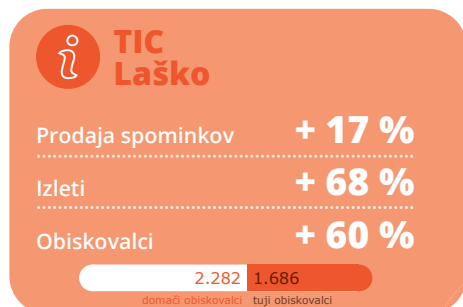 TIC
Laško
Prodaja spominkov + 17 %
Izleti + 68 %
Obiskovalci + 60 %
2.282 1.686
domači obiskovalci tuji obiskovalci